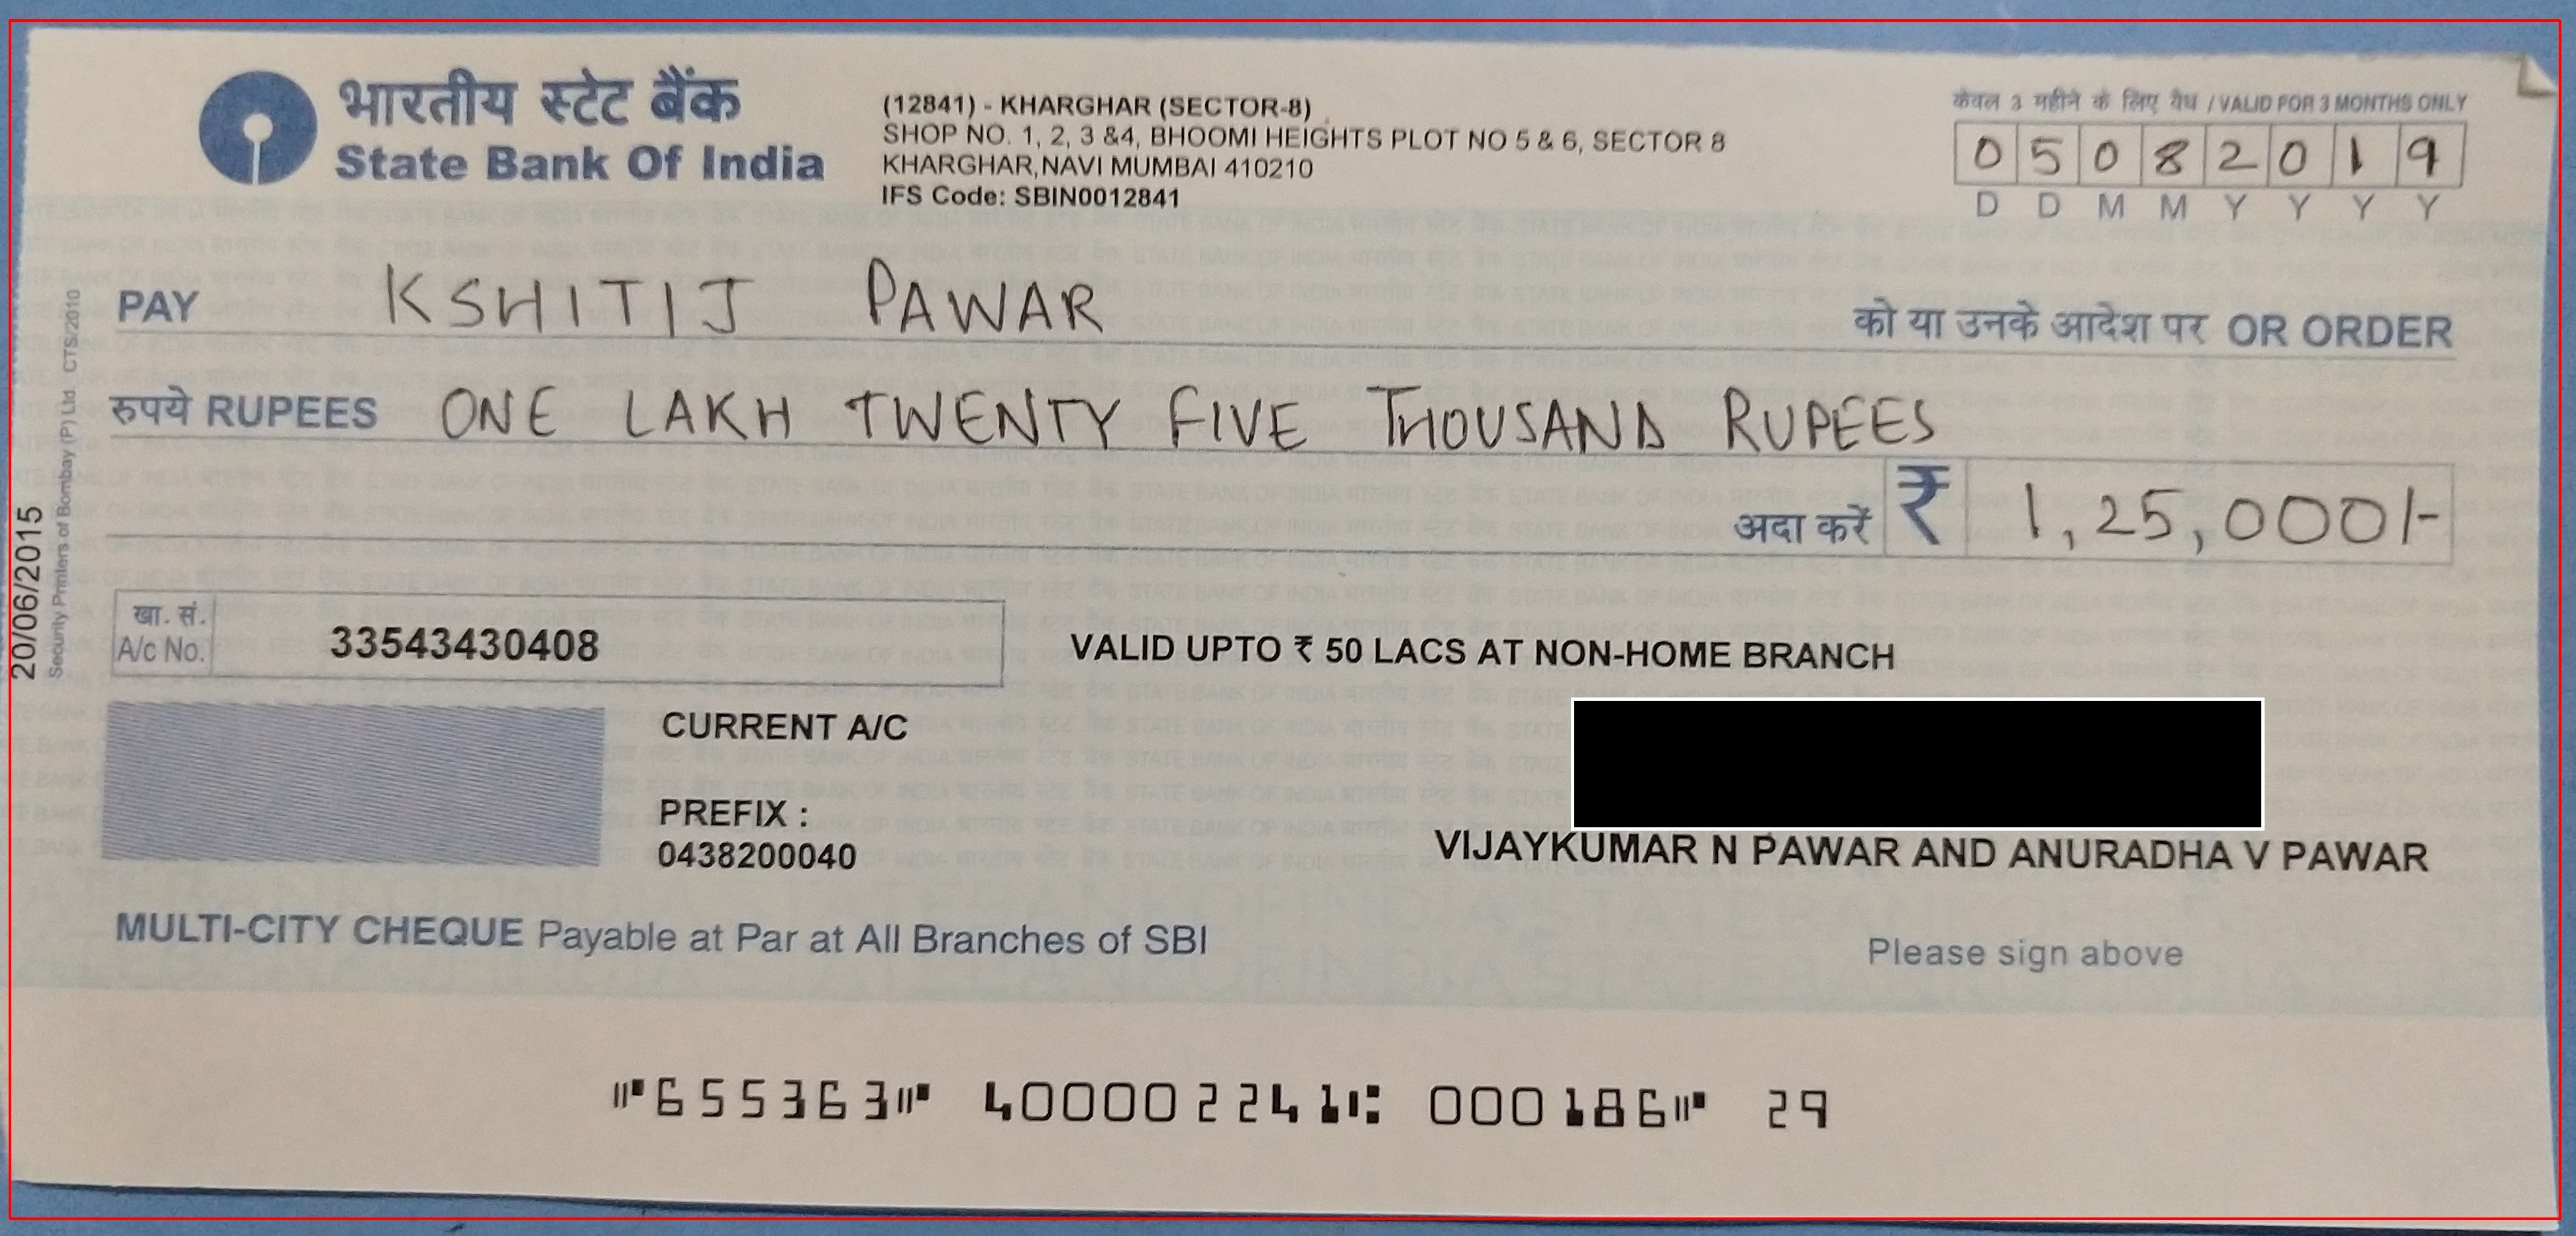 भारतीय स्टेट बैंक
State Bank Of India
(12841) - KHARGHAR (SECTOR-8)
SHOP NO. 1, 2, 3 &4, BHOOMI HEIGHTS PLOT NO 5 & 6, SECTOR 8
KHARGHAR,NAVI MUMBAI 410210
IFS Code: SBIN0012841
केवल 3 महीने के लिए वैध / VALID FOR 3 MONTHS ONLY
0 5 0 8 2 0 1 9
D D M M Y Y Y Y
PAY KSHITIJ PAWAR को या उनके आदेश पर OR ORDER
रुपये RUPEES ONE LAKH TWENTY FIVE THOUSAND RUPEES
अदा करें ₹ 1,25,000/-
20/06/2015
Security Printers of Bombay (P) Ltd CTS/2010
खा. सं.
A/c No. 33543430408
VALID UPTO ₹ 50 LACS AT NON-HOME BRANCH
CURRENT A/C
PREFIX :
0438200040
VIJAYKUMAR N PAWAR AND ANURADHA V PAWAR
MULTI-CITY CHEQUE Payable at Par at All Branches of SBI
Please sign above
⑈655363⑈ 400002241⑆ 000186⑈ 29